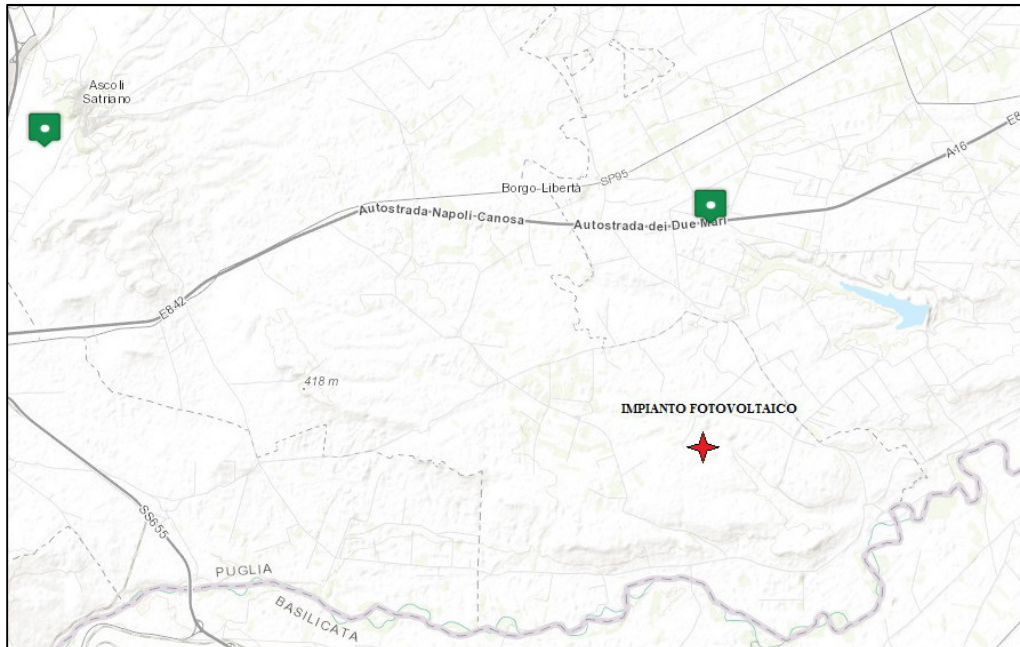 Ascoli
Satriano
A16
E8
SP95
Borgo-Libertà
Autostrada-Napoli-Canosa
Autostrada-dei-Due-Mari
E842
418 m
IMPIANTO FOTOVOLTAICO
SS655
PUGLIA
BASILICATA